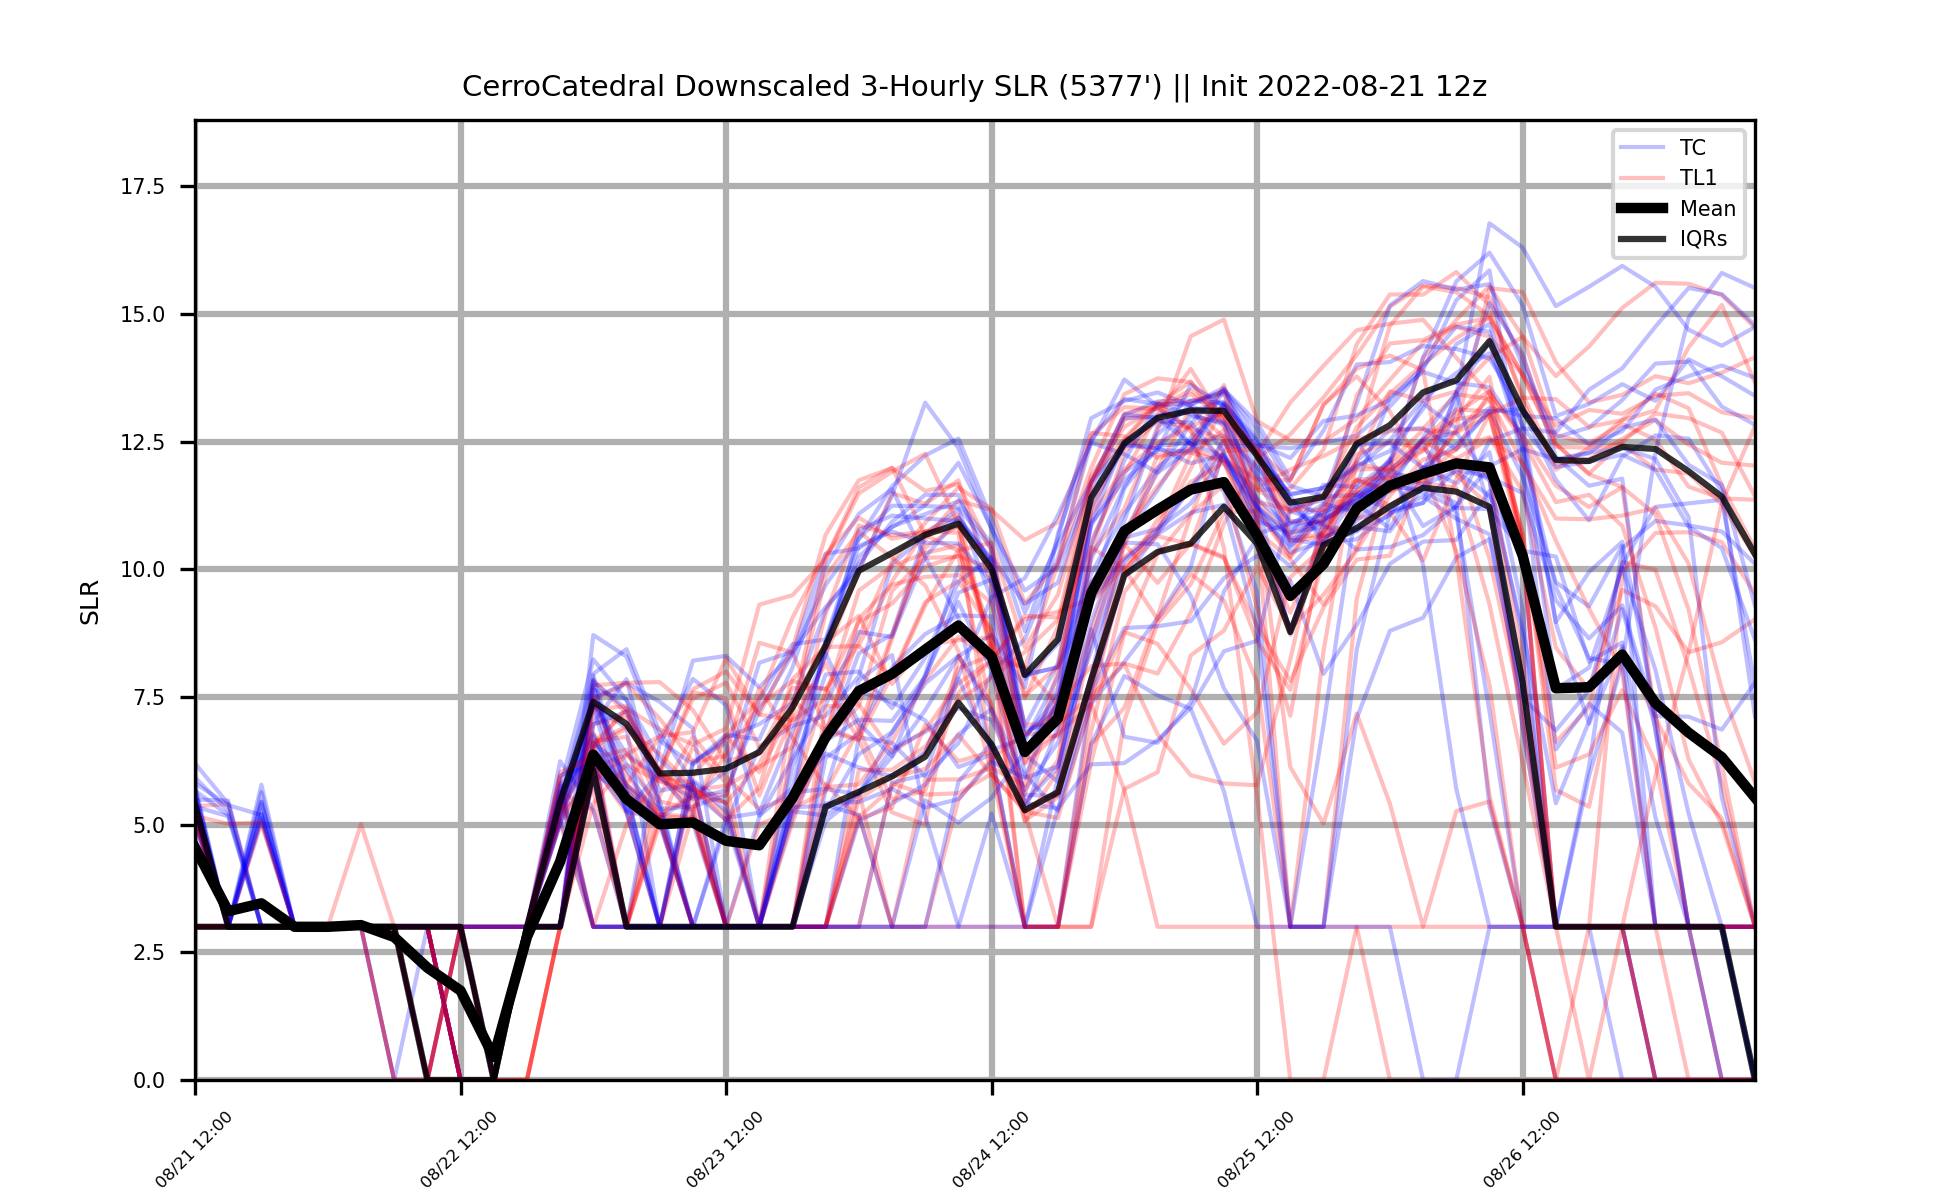 CerroCatedral Downscaled 3-Hourly SLR (5377') || Init 2022-08-21 12z
TC
TL1
Mean
IQRs
SLR
17.5
15.0
12.5
10.0
7.5
5.0
2.5
0.0
08/21 12:00
08/22 12:00
08/23 12:00
08/24 12:00
08/25 12:00
08/26 12:00